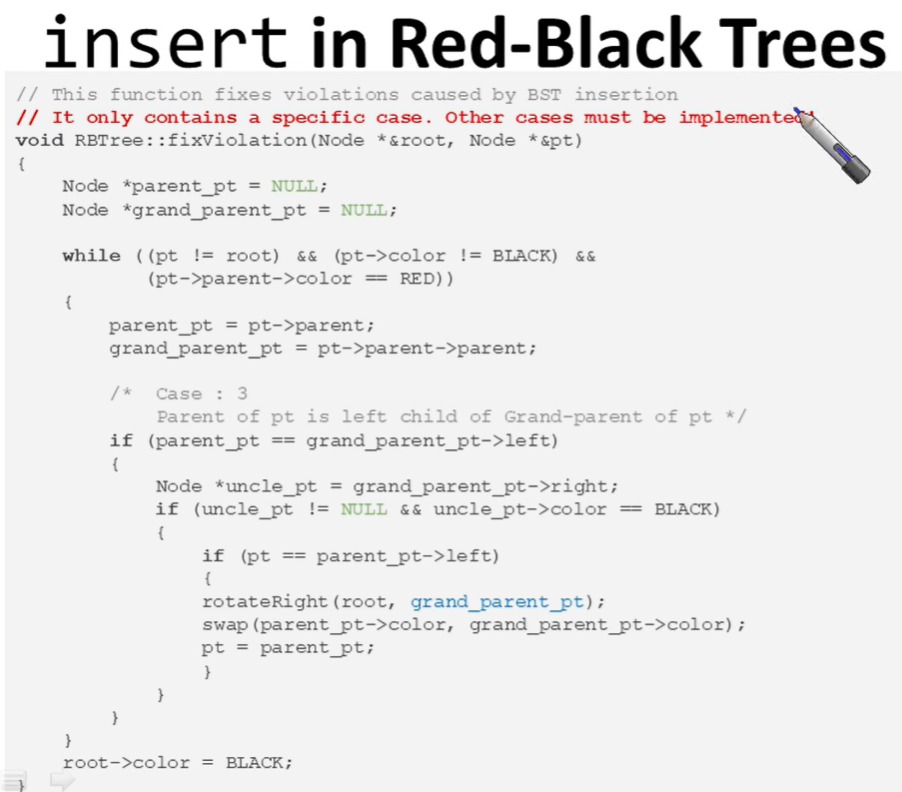 insert in Red-Black Trees
// This function fixes violations caused by BST insertion
// It only contains a specific case. Other cases must be implemented!
void RBTree::fixViolation(Node *&root, Node *&pt)
{
    Node *parent_pt = NULL;
    Node *grand_parent_pt = NULL;
    while ((pt != root) && (pt->color != BLACK) &&
           (pt->parent->color == RED))
    {
        parent_pt = pt->parent;
        grand_parent_pt = pt->parent->parent;
        /*  Case : 3
            Parent of pt is left child of Grand-parent of pt */
        if (parent_pt == grand_parent_pt->left)
        {
            Node *uncle_pt = grand_parent_pt->right;
            if (uncle_pt != NULL && uncle_pt->color == BLACK)
            {
                if (pt == parent_pt->left)
                {
                rotateRight(root, grand_parent_pt);
                swap(parent_pt->color, grand_parent_pt->color);
                pt = parent_pt;
                }
            }
        }
    }
    root->color = BLACK;
}